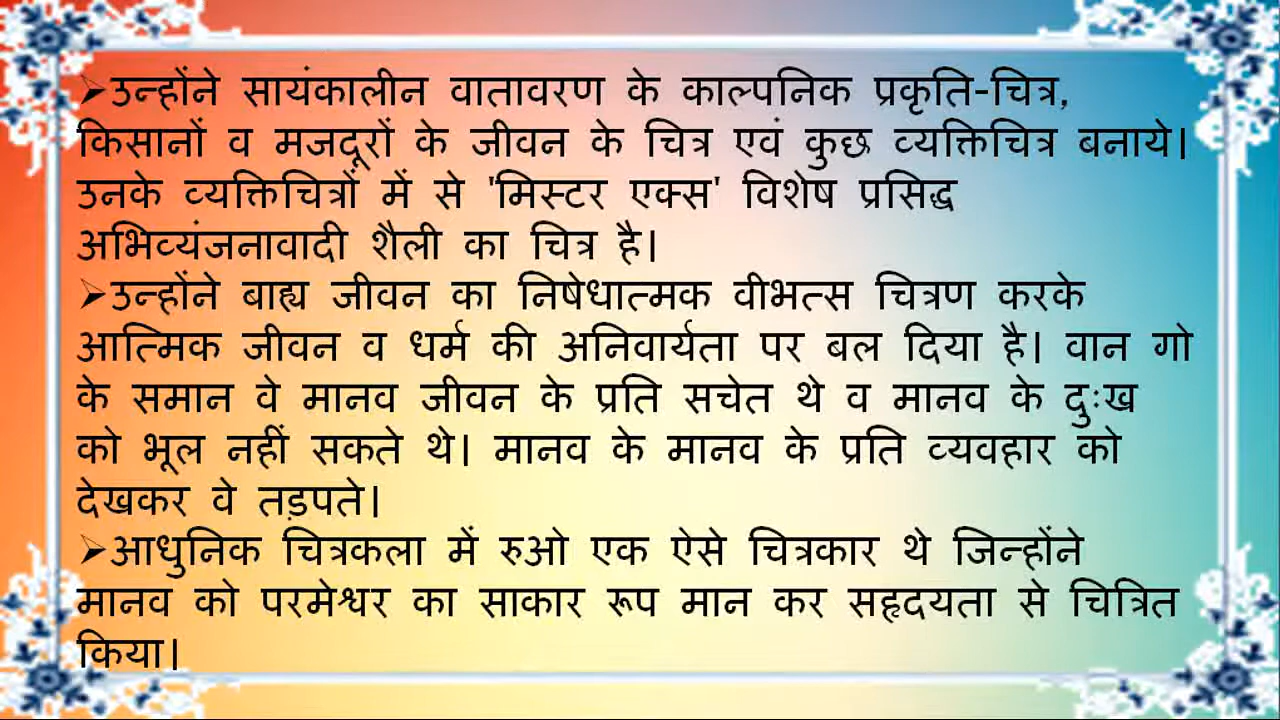 ➢उन्होंने सायंकालीन वातावरण के काल्पनिक प्रकृति-चित्र,
किसानों व मजदूरों के जीवन के चित्र एवं कुछ व्यक्तिचित्र बनाये।
उनके व्यक्तिचित्रों में से 'मिस्टर एक्स' विशेष प्रसिद्ध
अभिव्यंजनावादी शैली का चित्र है।
➢उन्होंने बाह्य जीवन का निषेधात्मक वीभत्स चित्रण करके
आत्मिक जीवन व धर्म की अनिवार्यता पर बल दिया है। वान गो
के समान वे मानव जीवन के प्रति सचेत थे व मानव के दुःख
को भूल नहीं सकते थे। मानव के मानव के प्रति व्यवहार को
देखकर वे तड़पते।
➢आधुनिक चित्रकला में रुओ एक ऐसे चित्रकार थे जिन्होंने
मानव को परमेश्वर का साकार रूप मान कर सहृदयता से चित्रित
किया।